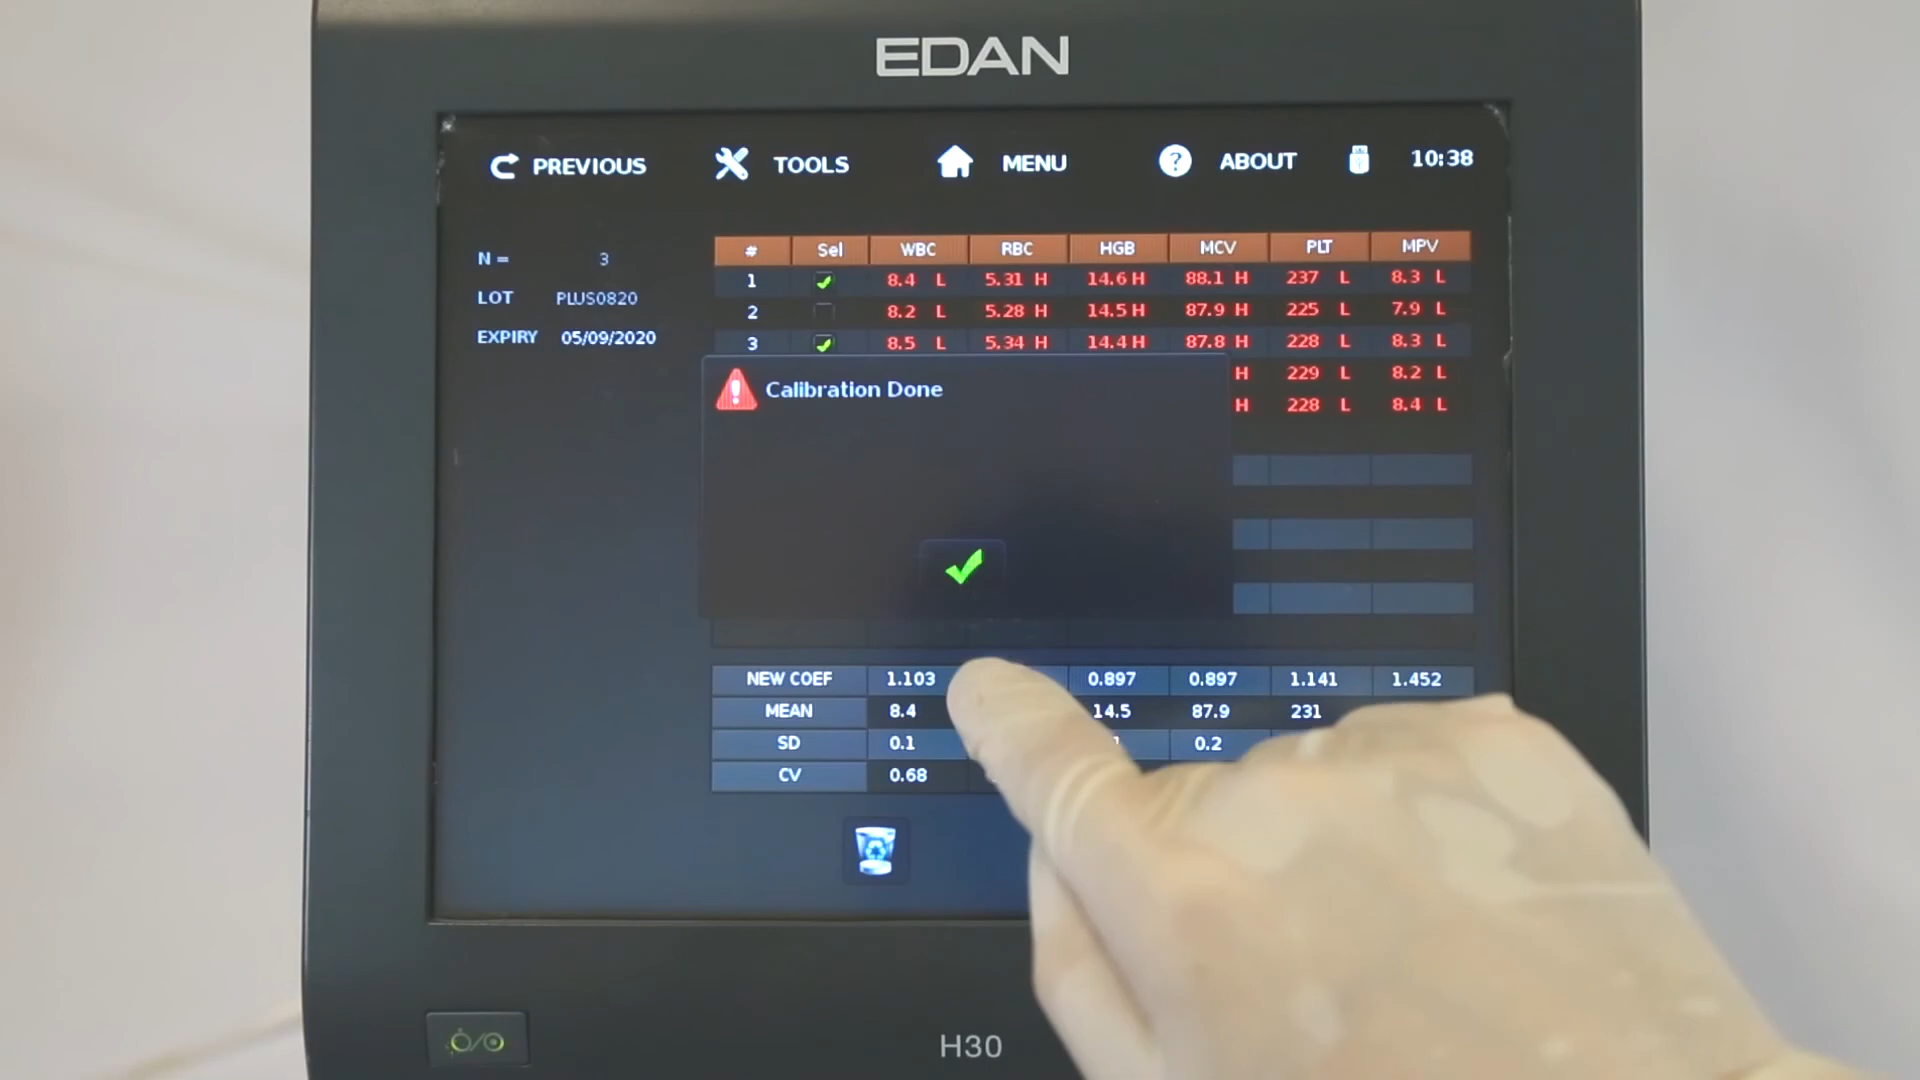 EDAN
PREVIOUS TOOLS MENU ? ABOUT 10:38
N = 3
LOT PLUS0820
EXPIRY 05/09/2020
# Sel WBC RBC HGB MCV PLT MPV
1 8.4 L 5.31 H 14.6 H 88.1 H 237 L 8.3 L
2 8.2 L 5.28 H 14.5 H 87.9 H 225 L 7.9 L
3 8.5 L 5.34 H 14.4 H 87.8 H 228 L 8.3 L
H 229 L 8.2 L
H 228 L 8.4 L
! Calibration Done
NEW COEF 1.103 0.897 0.897 1.141 1.452
MEAN 8.4 14.5 87.9 231
SD 0.1 0.2
CV 0.68
H30